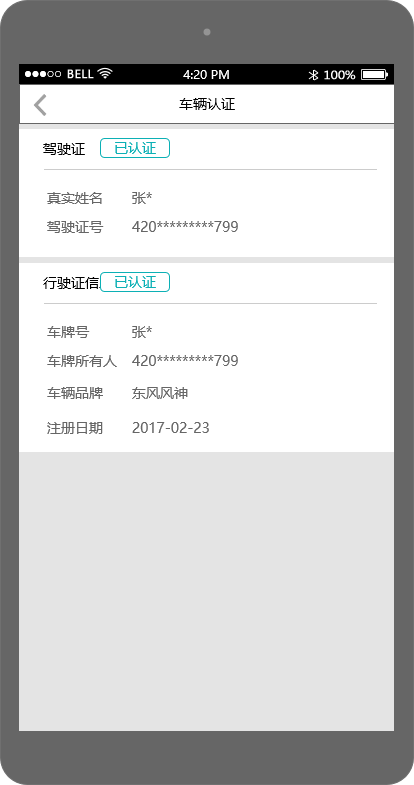 BELL 4:20 PM 100%
车辆认证
驾驶证 已认证
真实姓名 张*
驾驶证号 420*********799
行驶证信 已认证
车牌号 张*
车牌所有人 420*********799
车辆品牌 东风风神
注册日期 2017-02-23